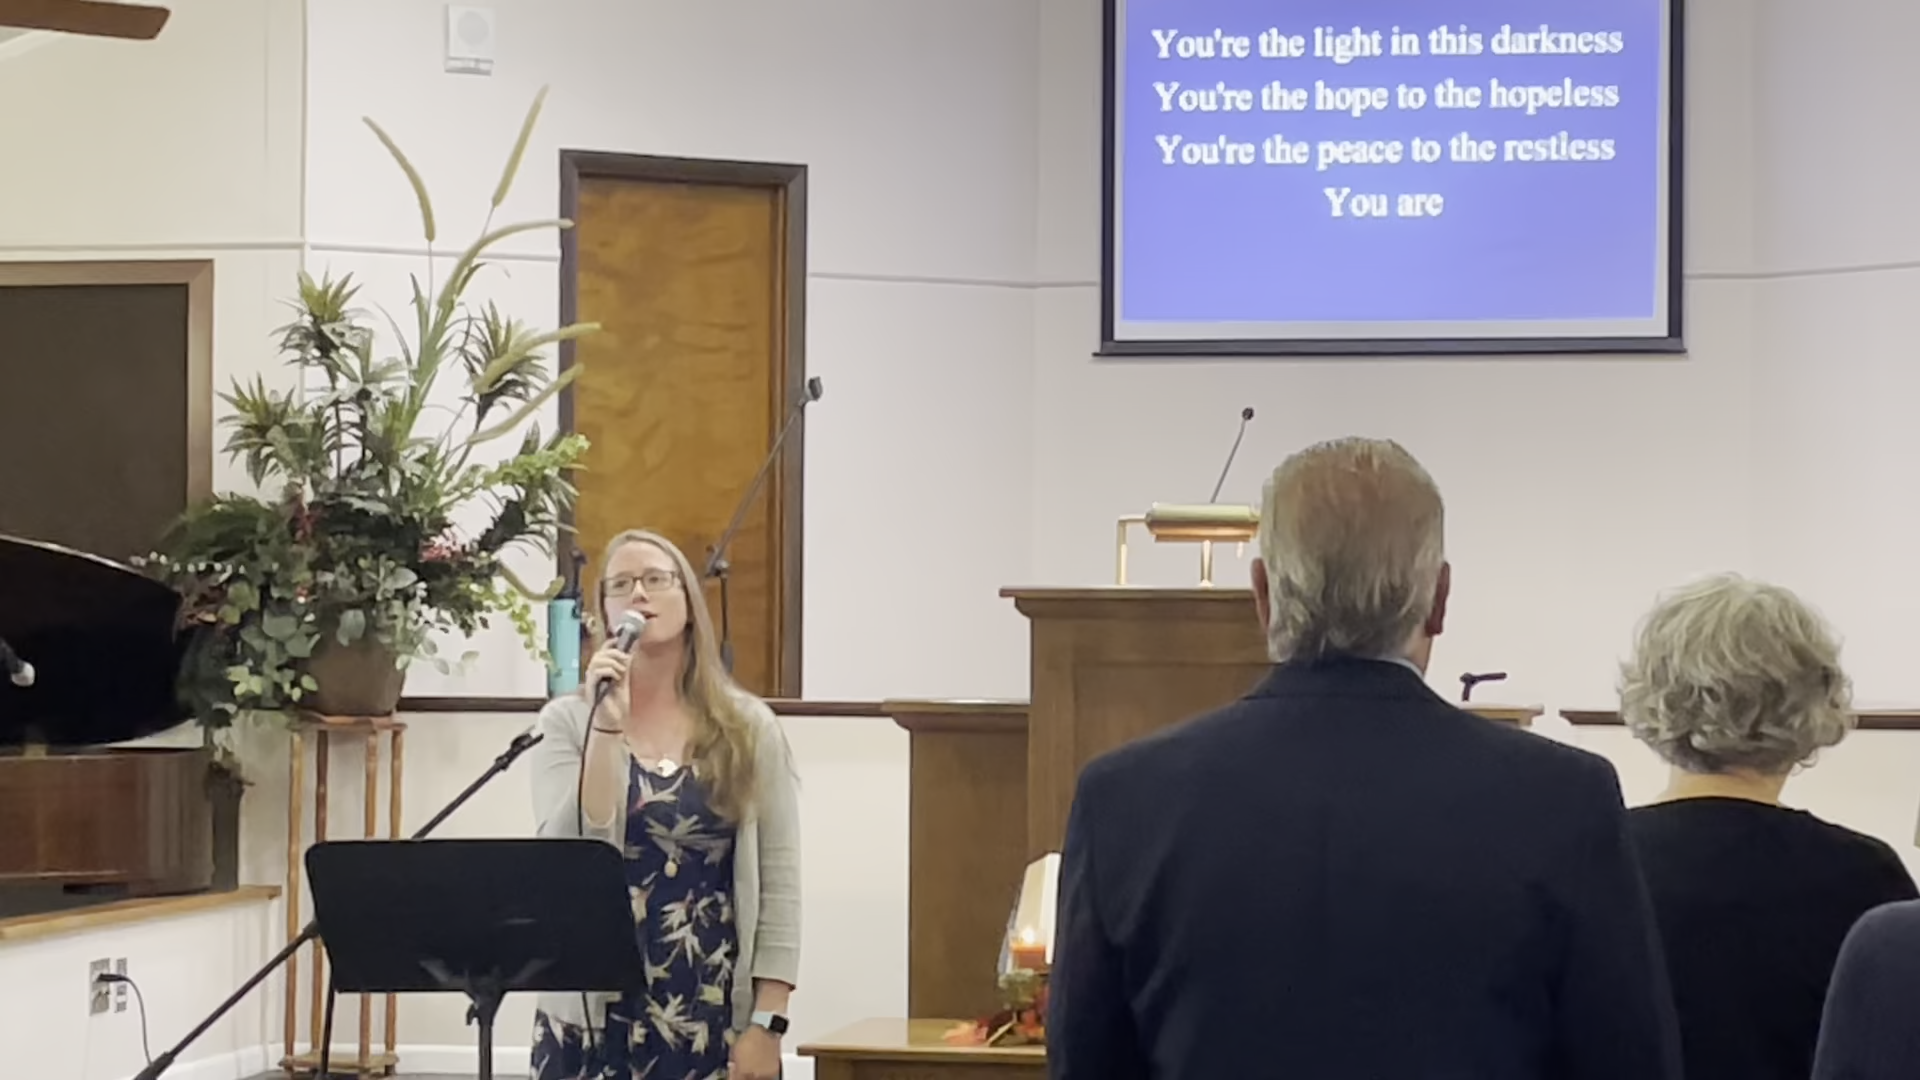 You're the light in this darkness
You're the hope to the hopeless
You're the peace to the restless
You are